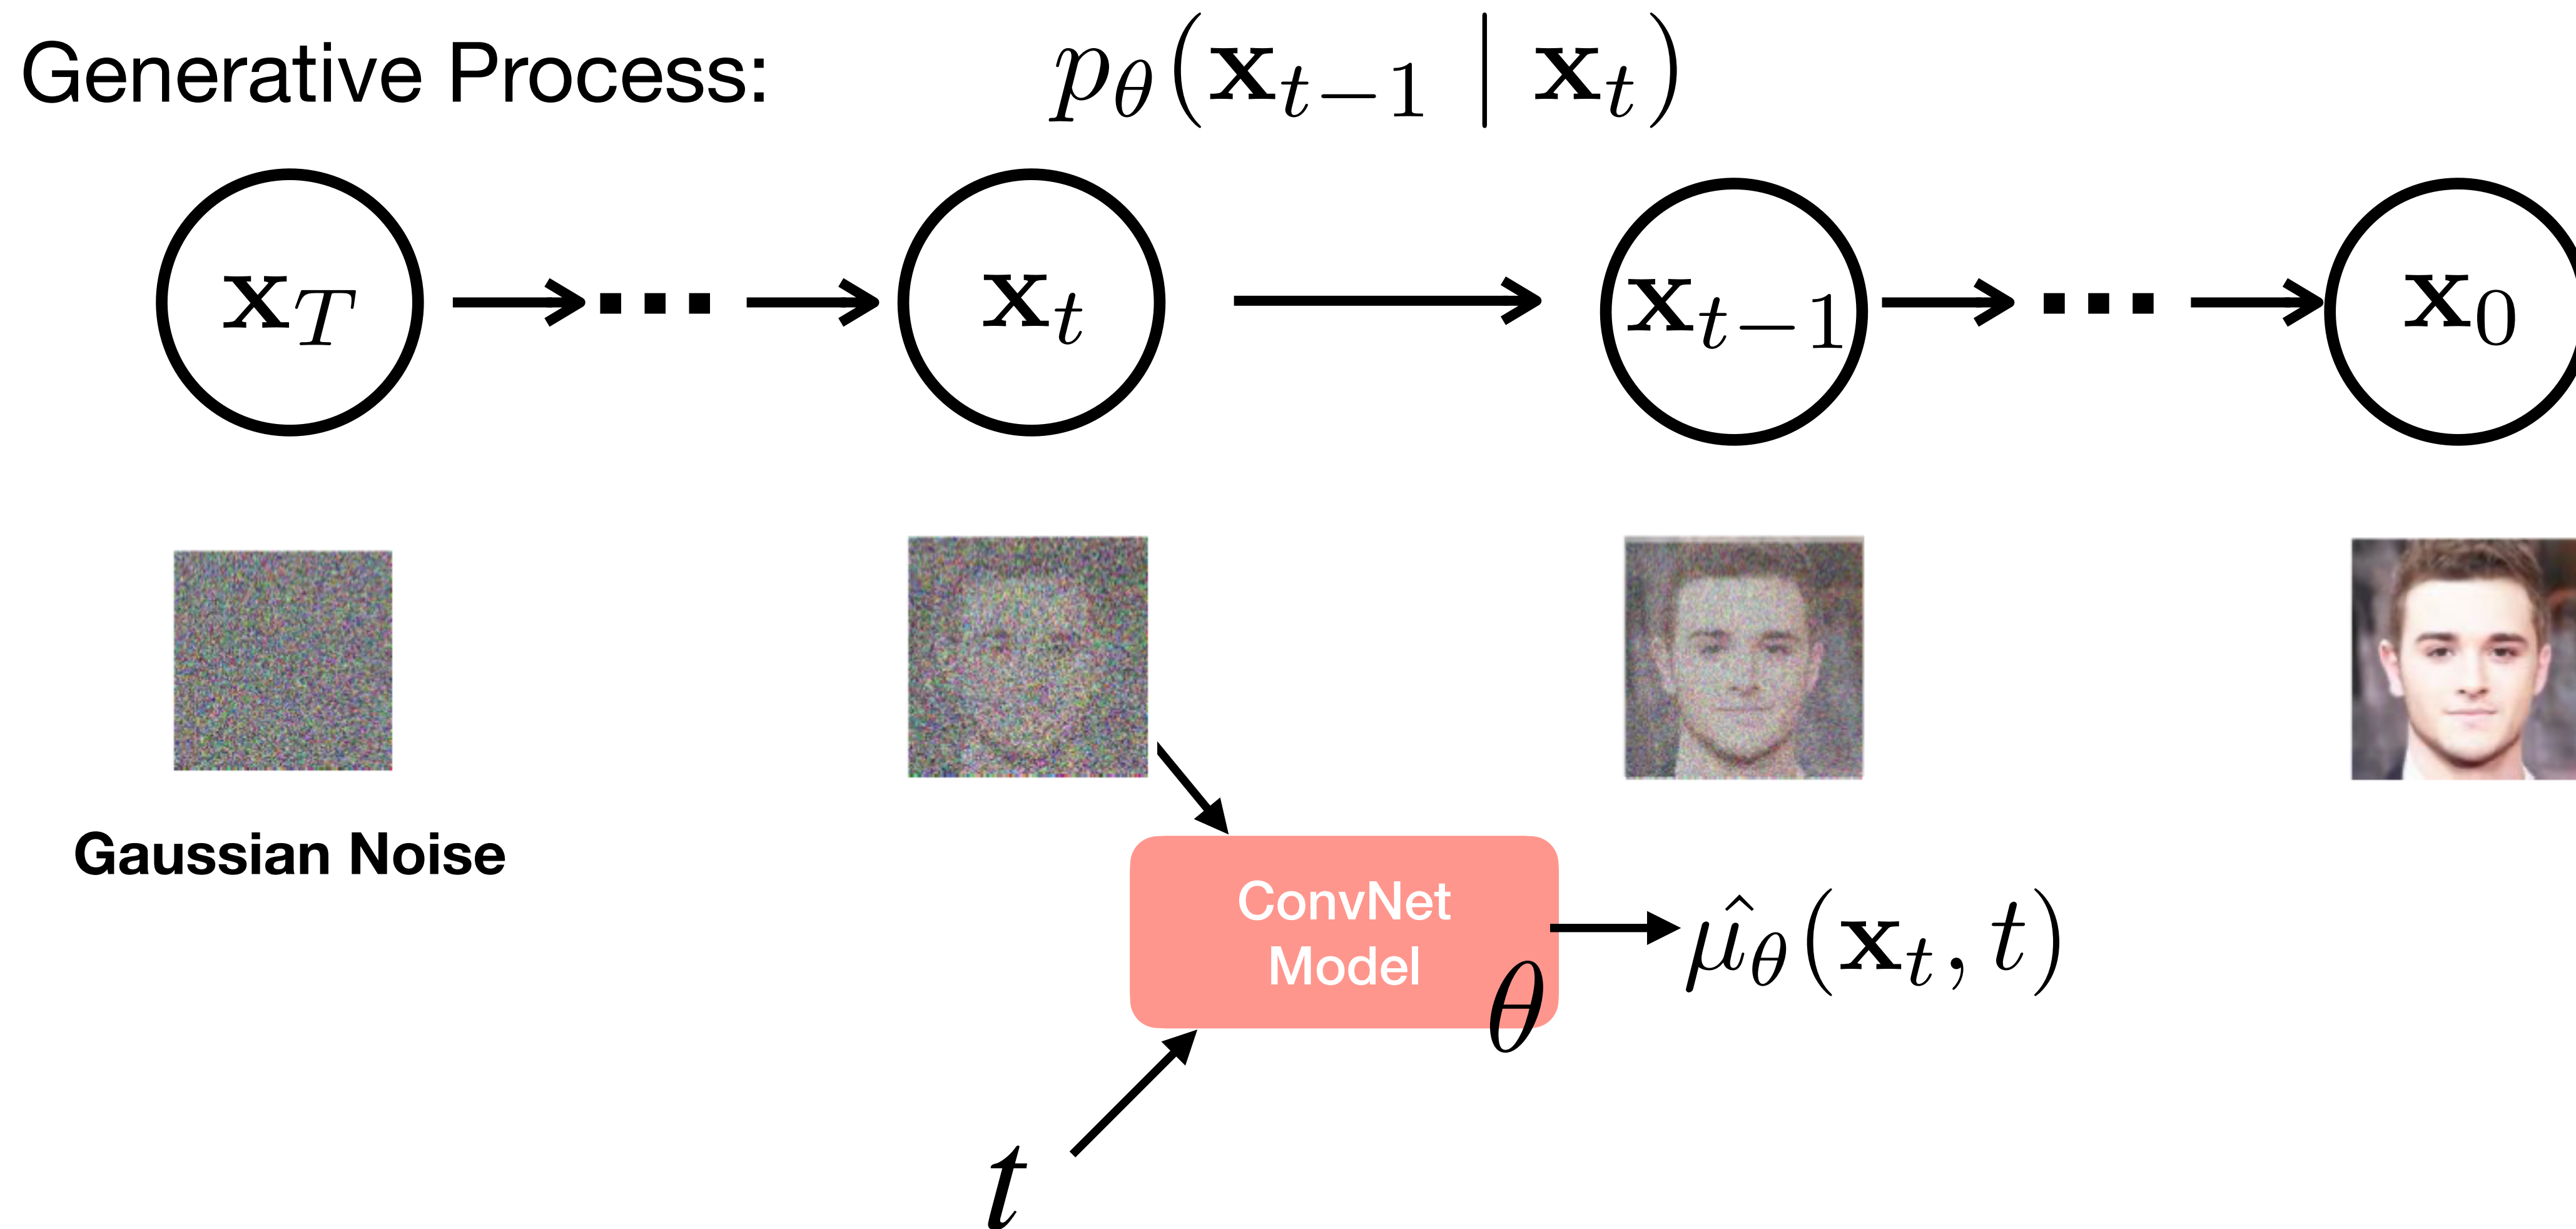 Generative Process:
p_θ(x_{t−1} | x_t)
x_T
x_t
x_{t−1}
x_0
Gaussian Noise
ConvNet
Model
θ
μ̂_θ(x_t, t)
t